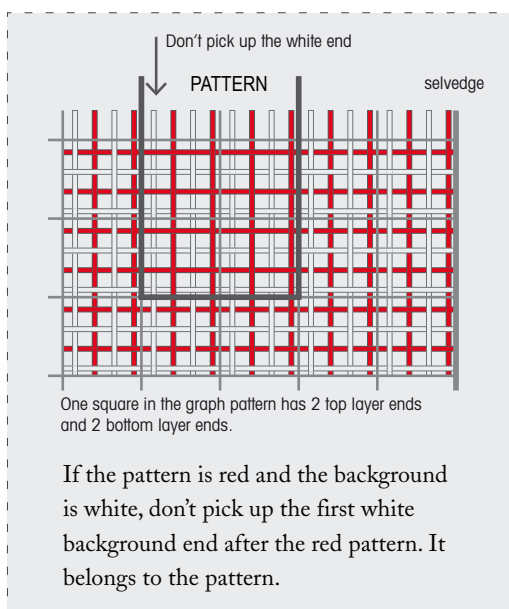 Don’t pick up the white end
PATTERN
selvedge
One square in the graph pattern has 2 top layer ends
and 2 bottom layer ends.
If the pattern is red and the background
is white, don’t pick up the first white
background end after the red pattern. It
belongs to the pattern.